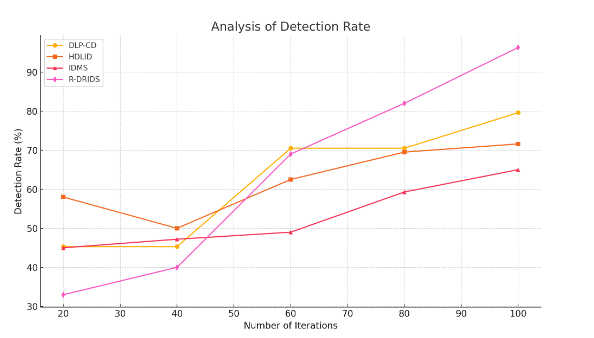 Analysis of Detection Rate
DLP-CD
HDLID
IDMS
R-DRIDS
Detection Rate (%)
90
80
70
60
50
40
30
20 30 40 50 60 70 80 90 100
Number of Iterations